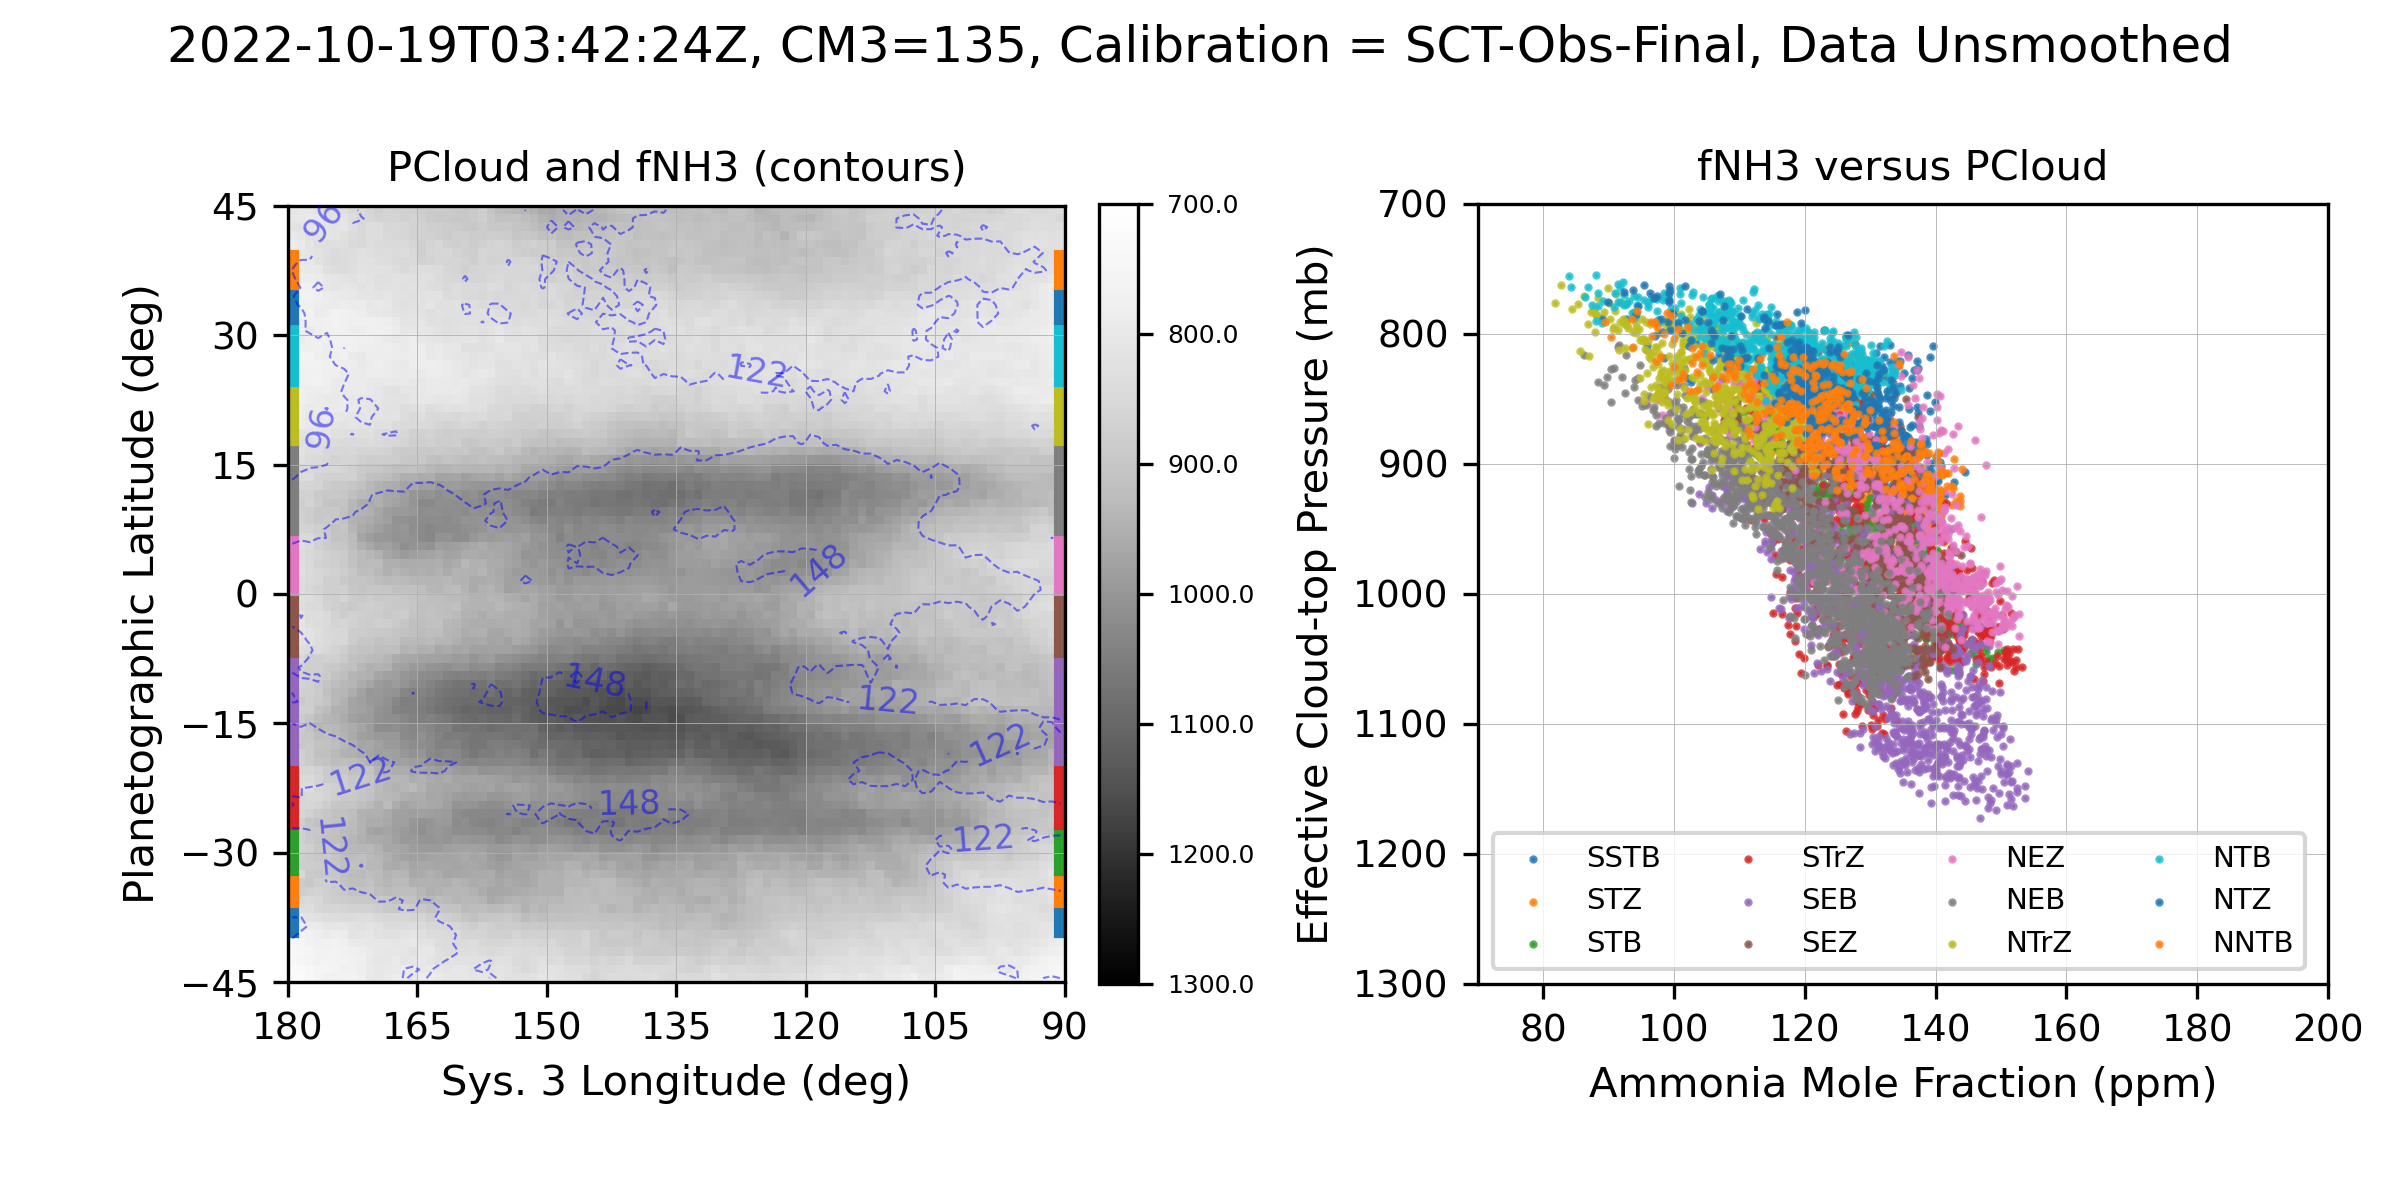 2022-10-19T03:42:24Z, CM3=135, Calibration = SCT-Obs-Final, Data Unsmoothed
PCloud and fNH3 (contours)
Planetographic Latitude (deg)
45
30
15
0
−15
−30
−45
180 165 150 135 120 105 90
Sys. 3 Longitude (deg)
96
122
96
148
148
122
122
122
148
122
122
700.0
800.0
900.0
1000.0
1100.0
1200.0
1300.0
fNH3 versus PCloud
Effective Cloud-top Pressure (mb)
700
800
900
1000
1100
1200
1300
SSTB STrZ NEZ NTB
STZ SEB NEB NTZ
STB SEZ NTrZ NNTB
80 100 120 140 160 180 200
Ammonia Mole Fraction (ppm)